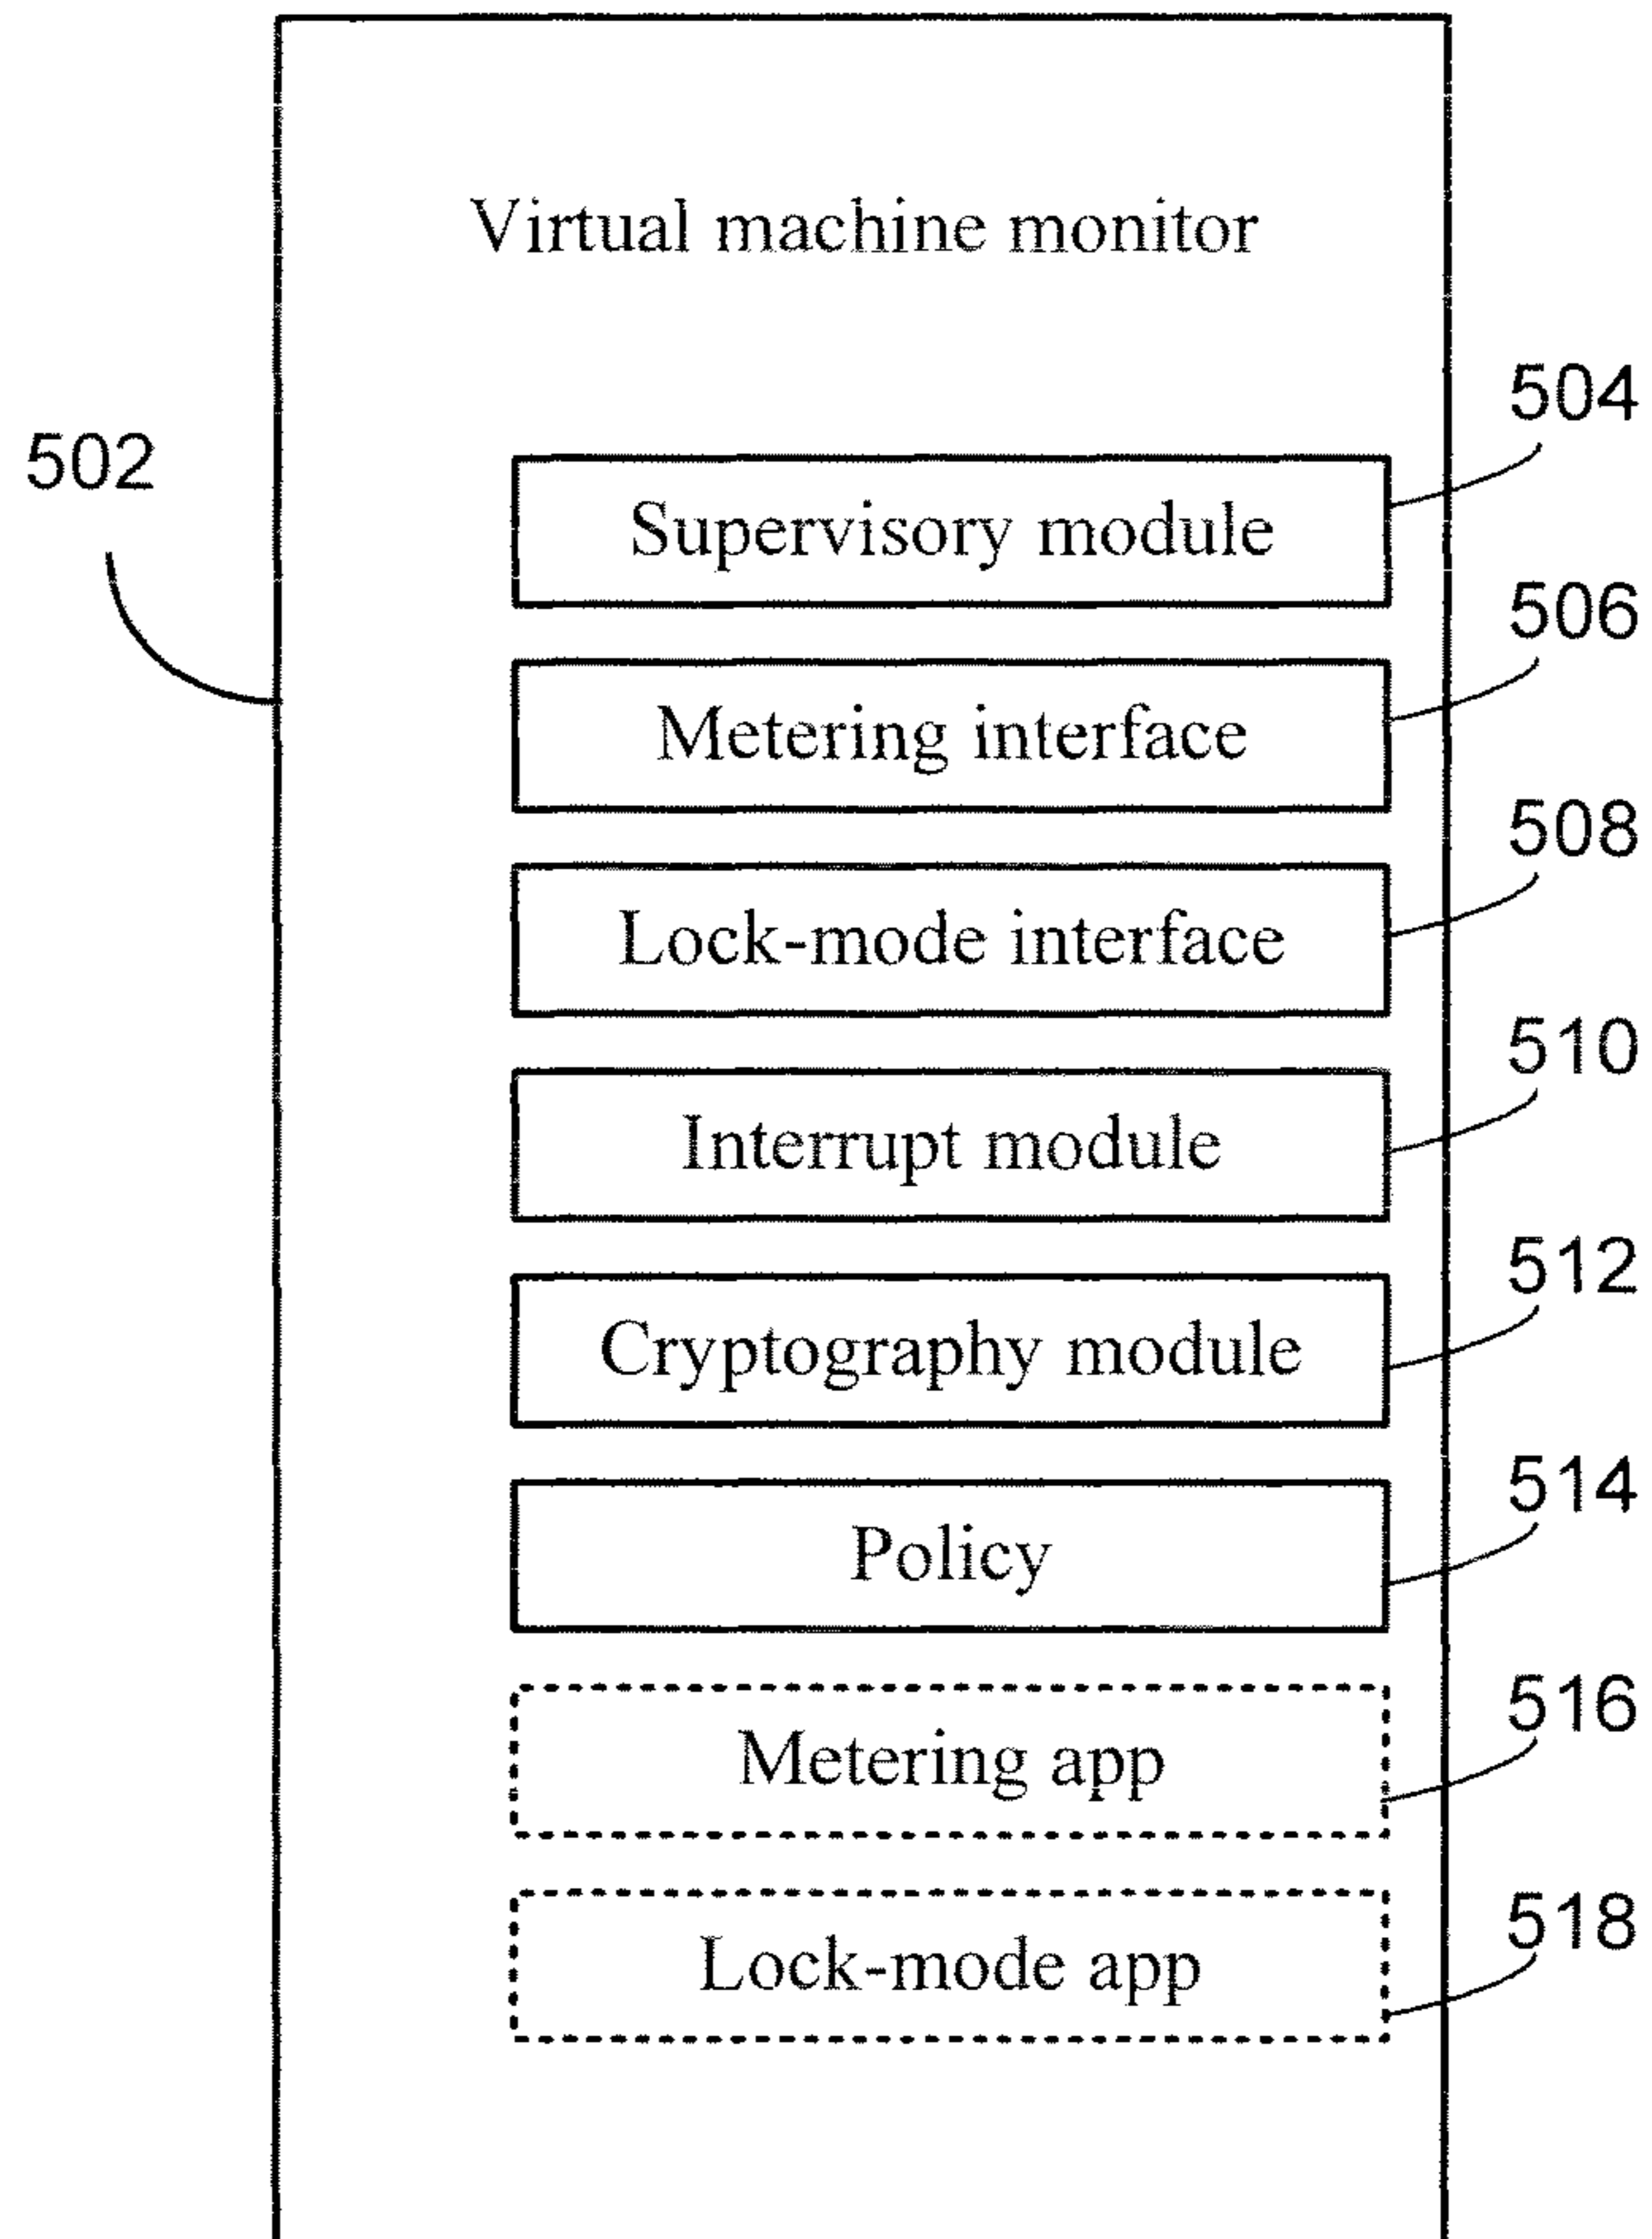 Virtual machine monitor
504
502
Supervisory module
506
Metering interface
508
Lock-mode interface
510
Interrupt module
512
Cryptography module
514
Policy
516
Metering app
518
Lock-mode app